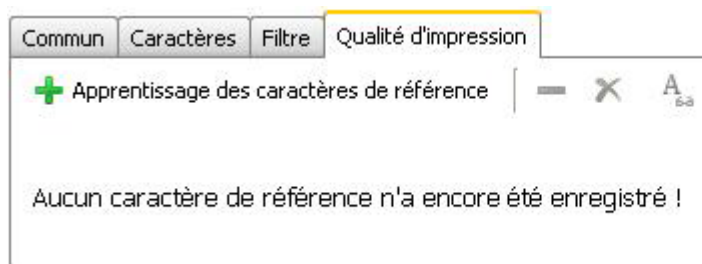 Commun Caractères Filtre Qualité d'impression
Apprentissage des caractères de référence
Aucun caractère de référence n'a encore été enregistré !